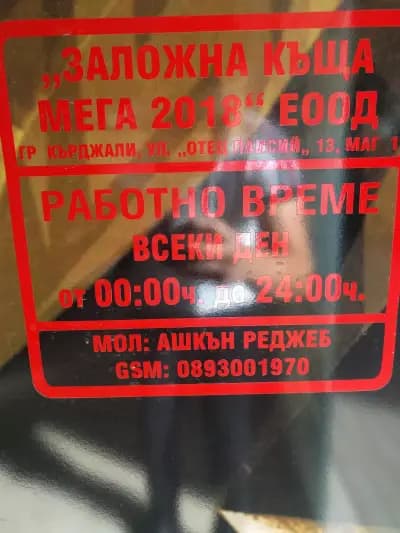 „ЗАЛОЖНА КЪЩА
МЕГА 2018“ ЕООД
ГР КЪРДЖАЛИ, УЛ. „ОТЕЦ ПАИСИЙ„, 13, МАГ 1
РАБОТНО ВРЕМЕ
ВСЕКИ ДЕН
от 00:00ч. до 24:00ч.
МОЛ: АШКЪН РЕДЖЕБ
GSM: 0893001970